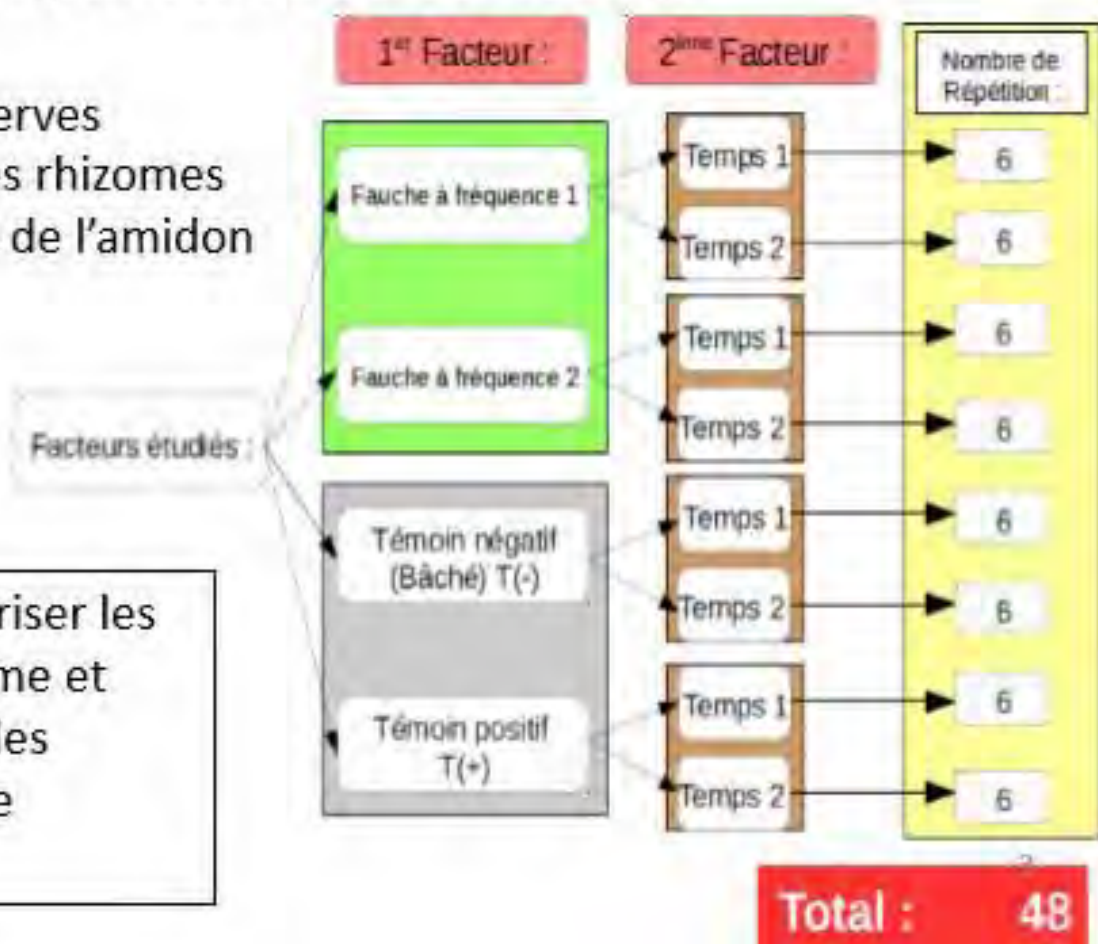 1er Facteur :
2ème Facteur :
Nombre de
Répétition :
erves
s rhizomes
de l'amidon
Facteurs étudiés :
riser les
me et
les
e
Fauche à fréquence 1
Temps 1
6
Temps 2
6
Fauche à fréquence 2
Temps 1
6
Temps 2
6
Témoin négatif
(Bâché) T(-)
Temps 1
6
Temps 2
6
Témoin positif
T(+)
Temps 1
6
Temps 2
6
Total : 48